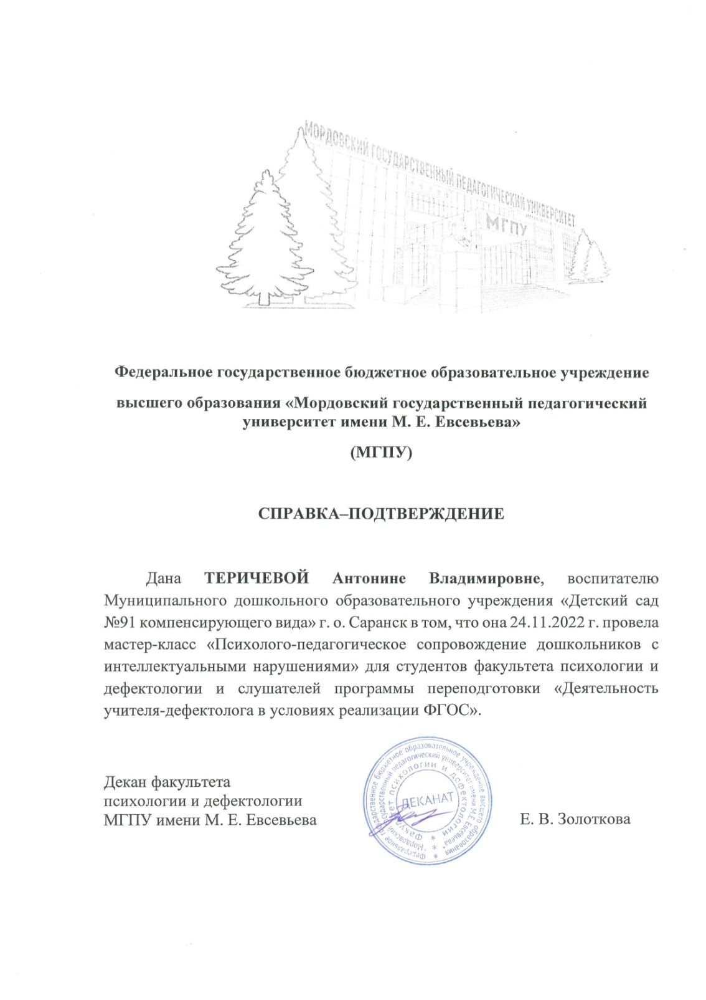 МОРДОВСКИЙ ГОСУДАРСТВЕННЫЙ ПЕДАГОГИЧЕСКИЙ УНИВЕРСИТЕТ
МГПУ
Федеральное государственное бюджетное образовательное учреждение
высшего образования «Мордовский государственный педагогический
университет имени М. Е. Евсевьева»
(МГПУ)
СПРАВКА–ПОДТВЕРЖДЕНИЕ
Дана ТЕРИЧЕВОЙ Антонине Владимировне, воспитателю
Муниципального дошкольного образовательного учреждения «Детский сад
№91 компенсирующего вида» г. о. Саранск в том, что она 24.11.2022 г. провела
мастер-класс «Психолого-педагогическое сопровождение дошкольников с
интеллектуальными нарушениями» для студентов факультета психологии и
дефектологии и слушателей программы переподготовки «Деятельность
учителя-дефектолога в условиях реализации ФГОС».
Декан факультета
психологии и дефектологии
МГПУ имени М. Е. Евсевьева
Е. В. Золоткова
Федеральное государственное бюджетное образовательное учреждение высшего образования
"Мордовский государственный педагогический университет имени М.Е. Евсевьева"
Факультет психологии и дефектологии
ДЕКАНАТ